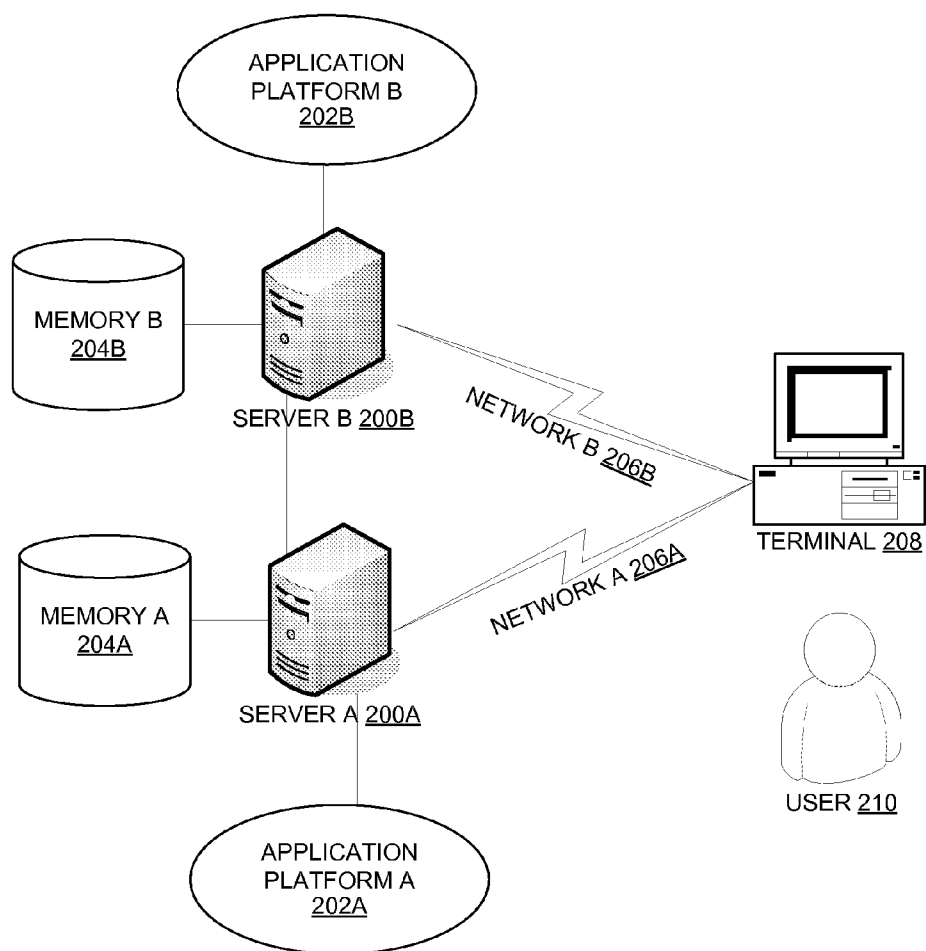 APPLICATION
PLATFORM B
202B
MEMORY B
204B
SERVER B 200B
NETWORK B 206B
TERMINAL 208
NETWORK A 206A
MEMORY A
204A
SERVER A 200A
USER 210
APPLICATION
PLATFORM A
202A